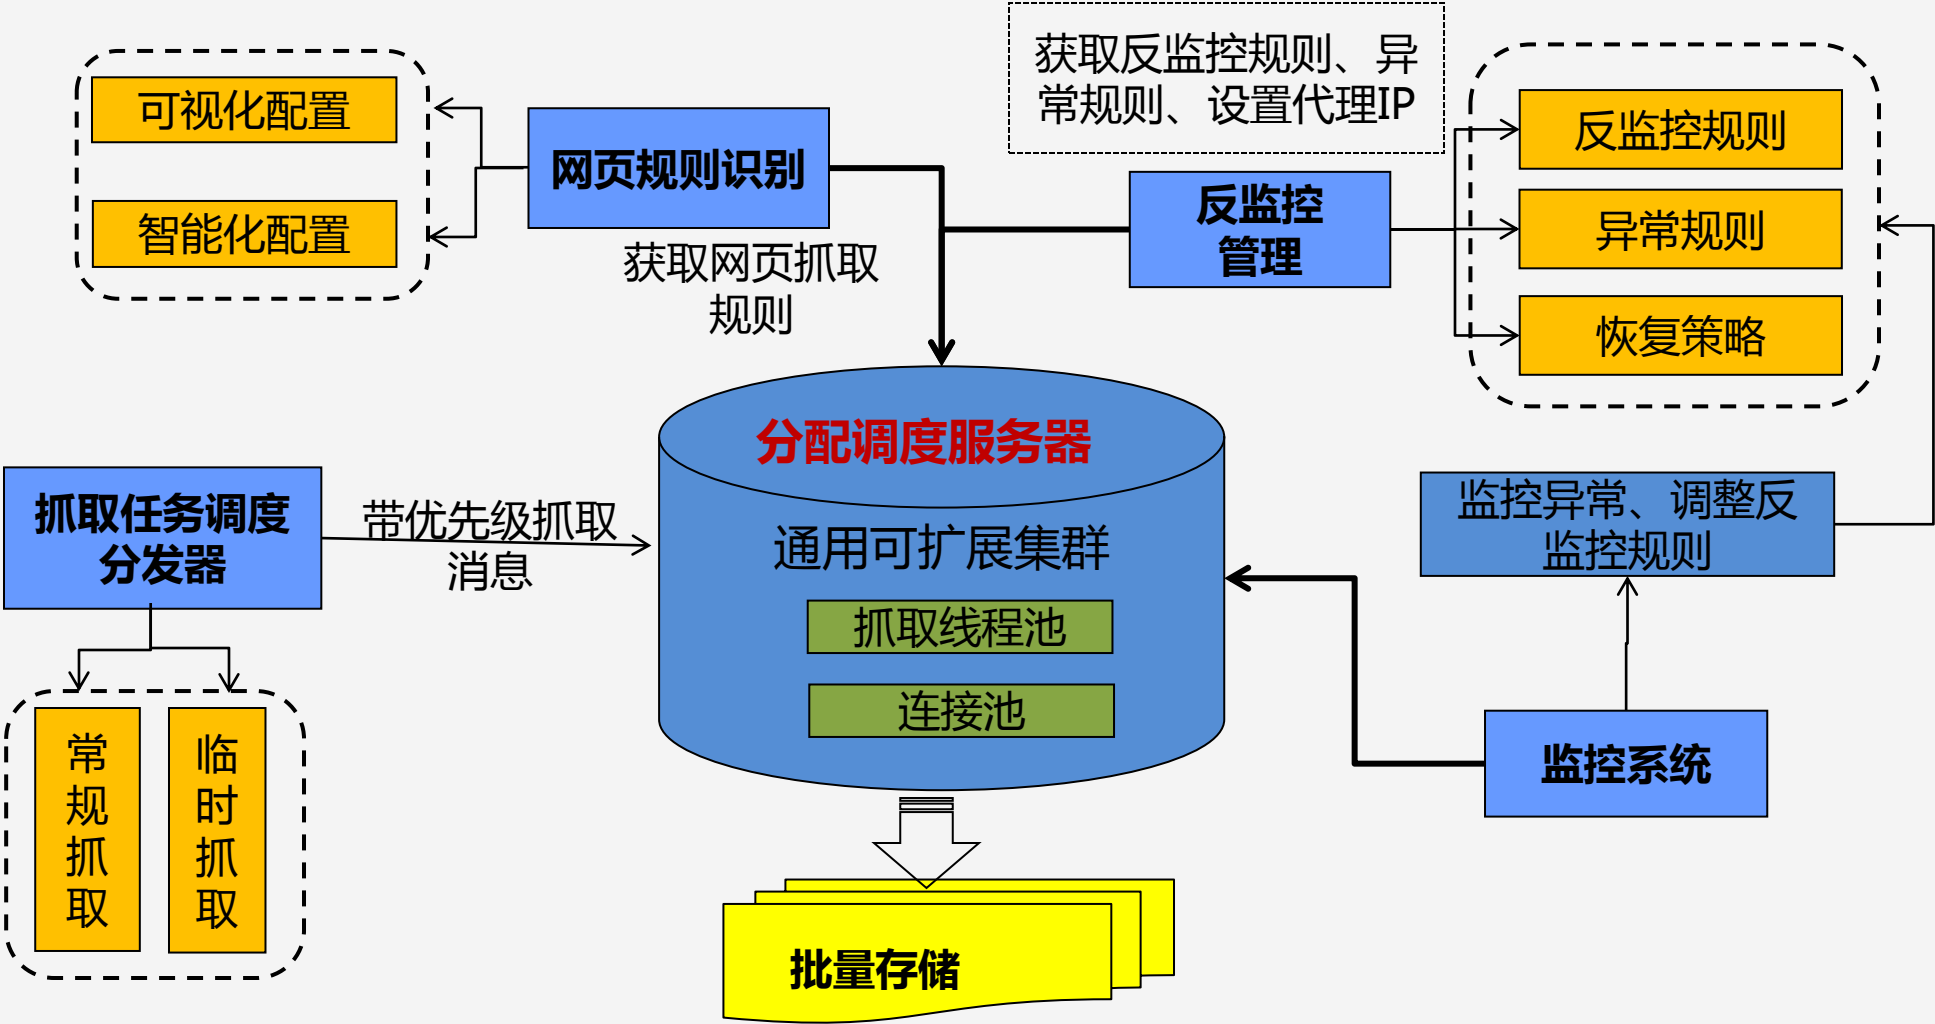 获取反监控规则、异
常规则、设置代理IP
可视化配置
智能化配置
网页规则识别
获取网页抓取
规则
反监控
管理
反监控规则
异常规则
恢复策略
分配调度服务器
通用可扩展集群
抓取线程池
连接池
抓取任务调度
分发器
带优先级抓取
消息
监控异常、调整反
监控规则
监控系统
常
规
抓
取
临
时
抓
取
批量存储